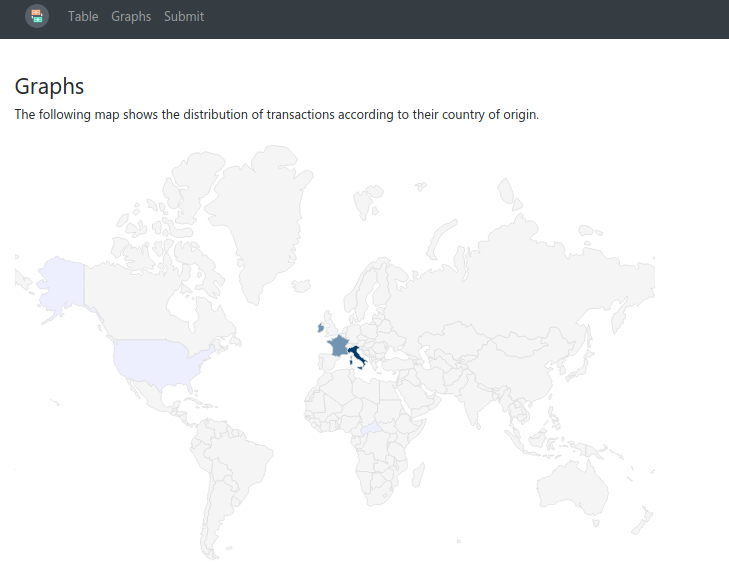 Table Graphs Submit
Graphs
The following map shows the distribution of transactions according to their country of origin.